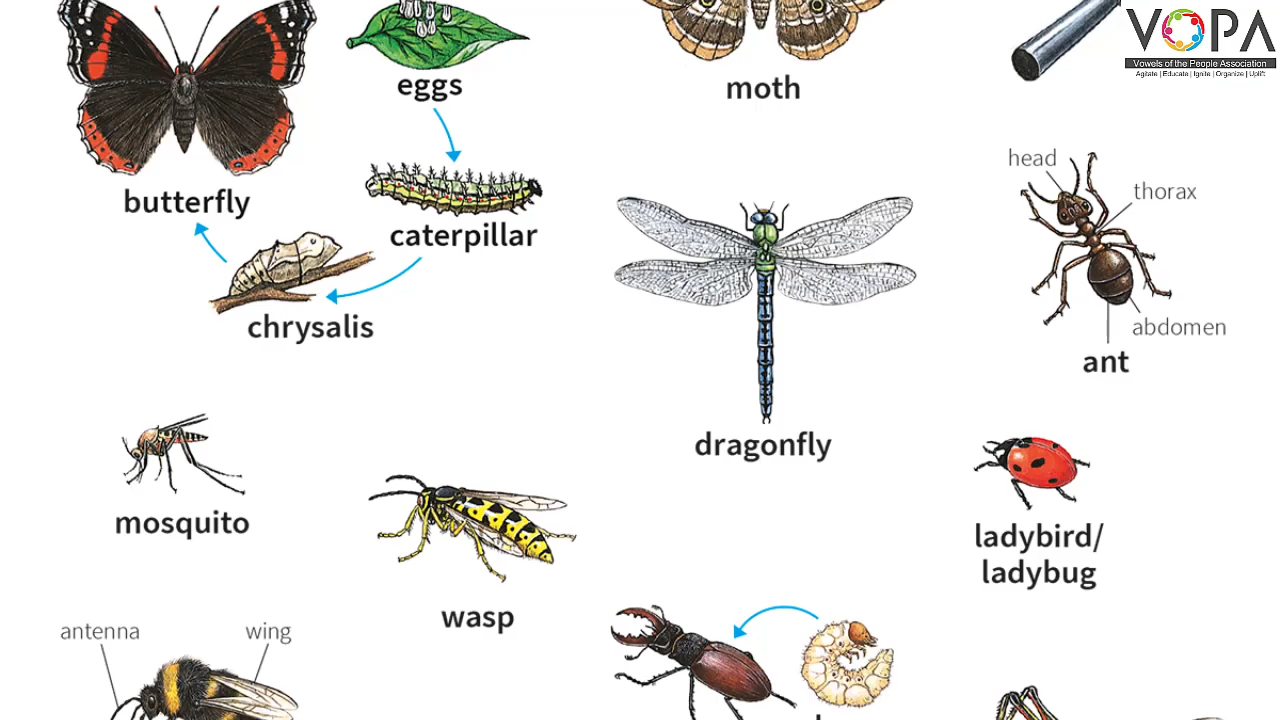 VOPA
Vowels of the People Association
Agitate | Educate | Ignite | Organize | Uplift
eggs
moth
butterfly
caterpillar
chrysalis
head
thorax
abdomen
ant
dragonfly
mosquito
wasp
ladybird/
ladybug
antenna
wing